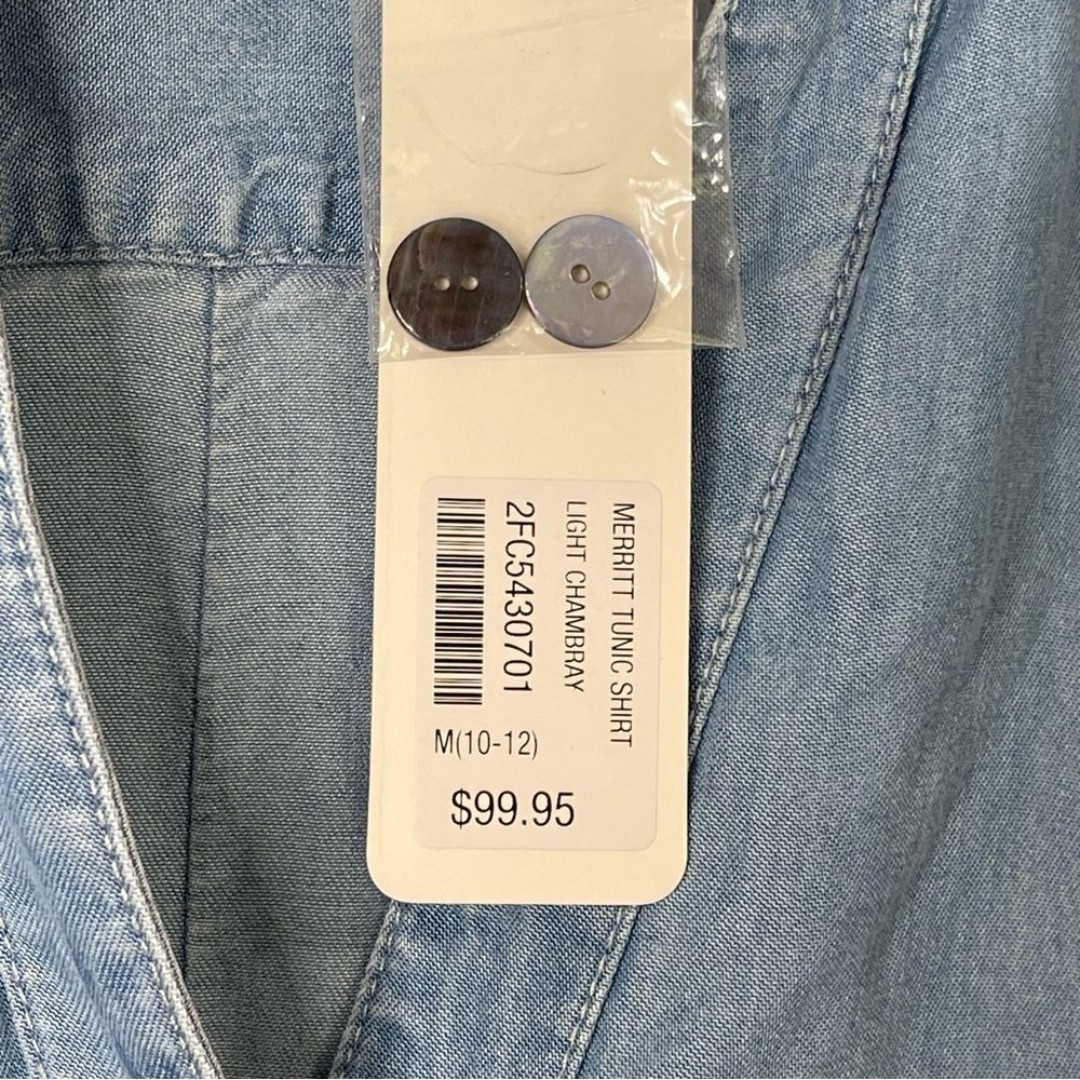 MERRITT TUNIC SHIRT
LIGHT CHAMBRAY
2FC5430701
M(10-12)
$99.95